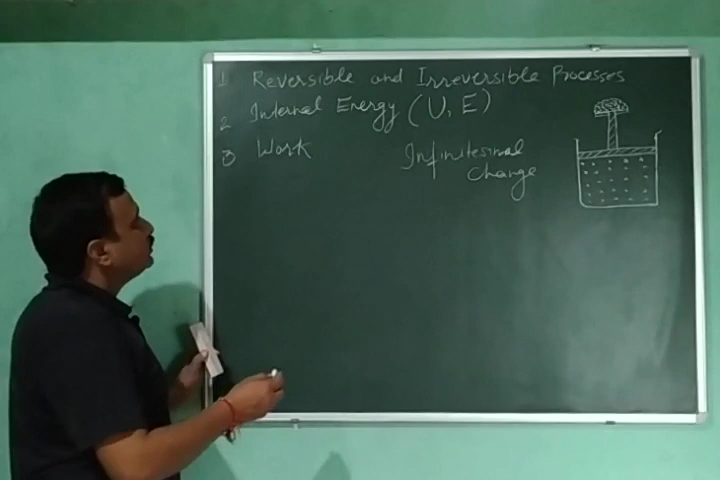 1 Reversible and Irreversible Processes
2 Internal Energy (U, E)
3 Work
Infinitesimal
change